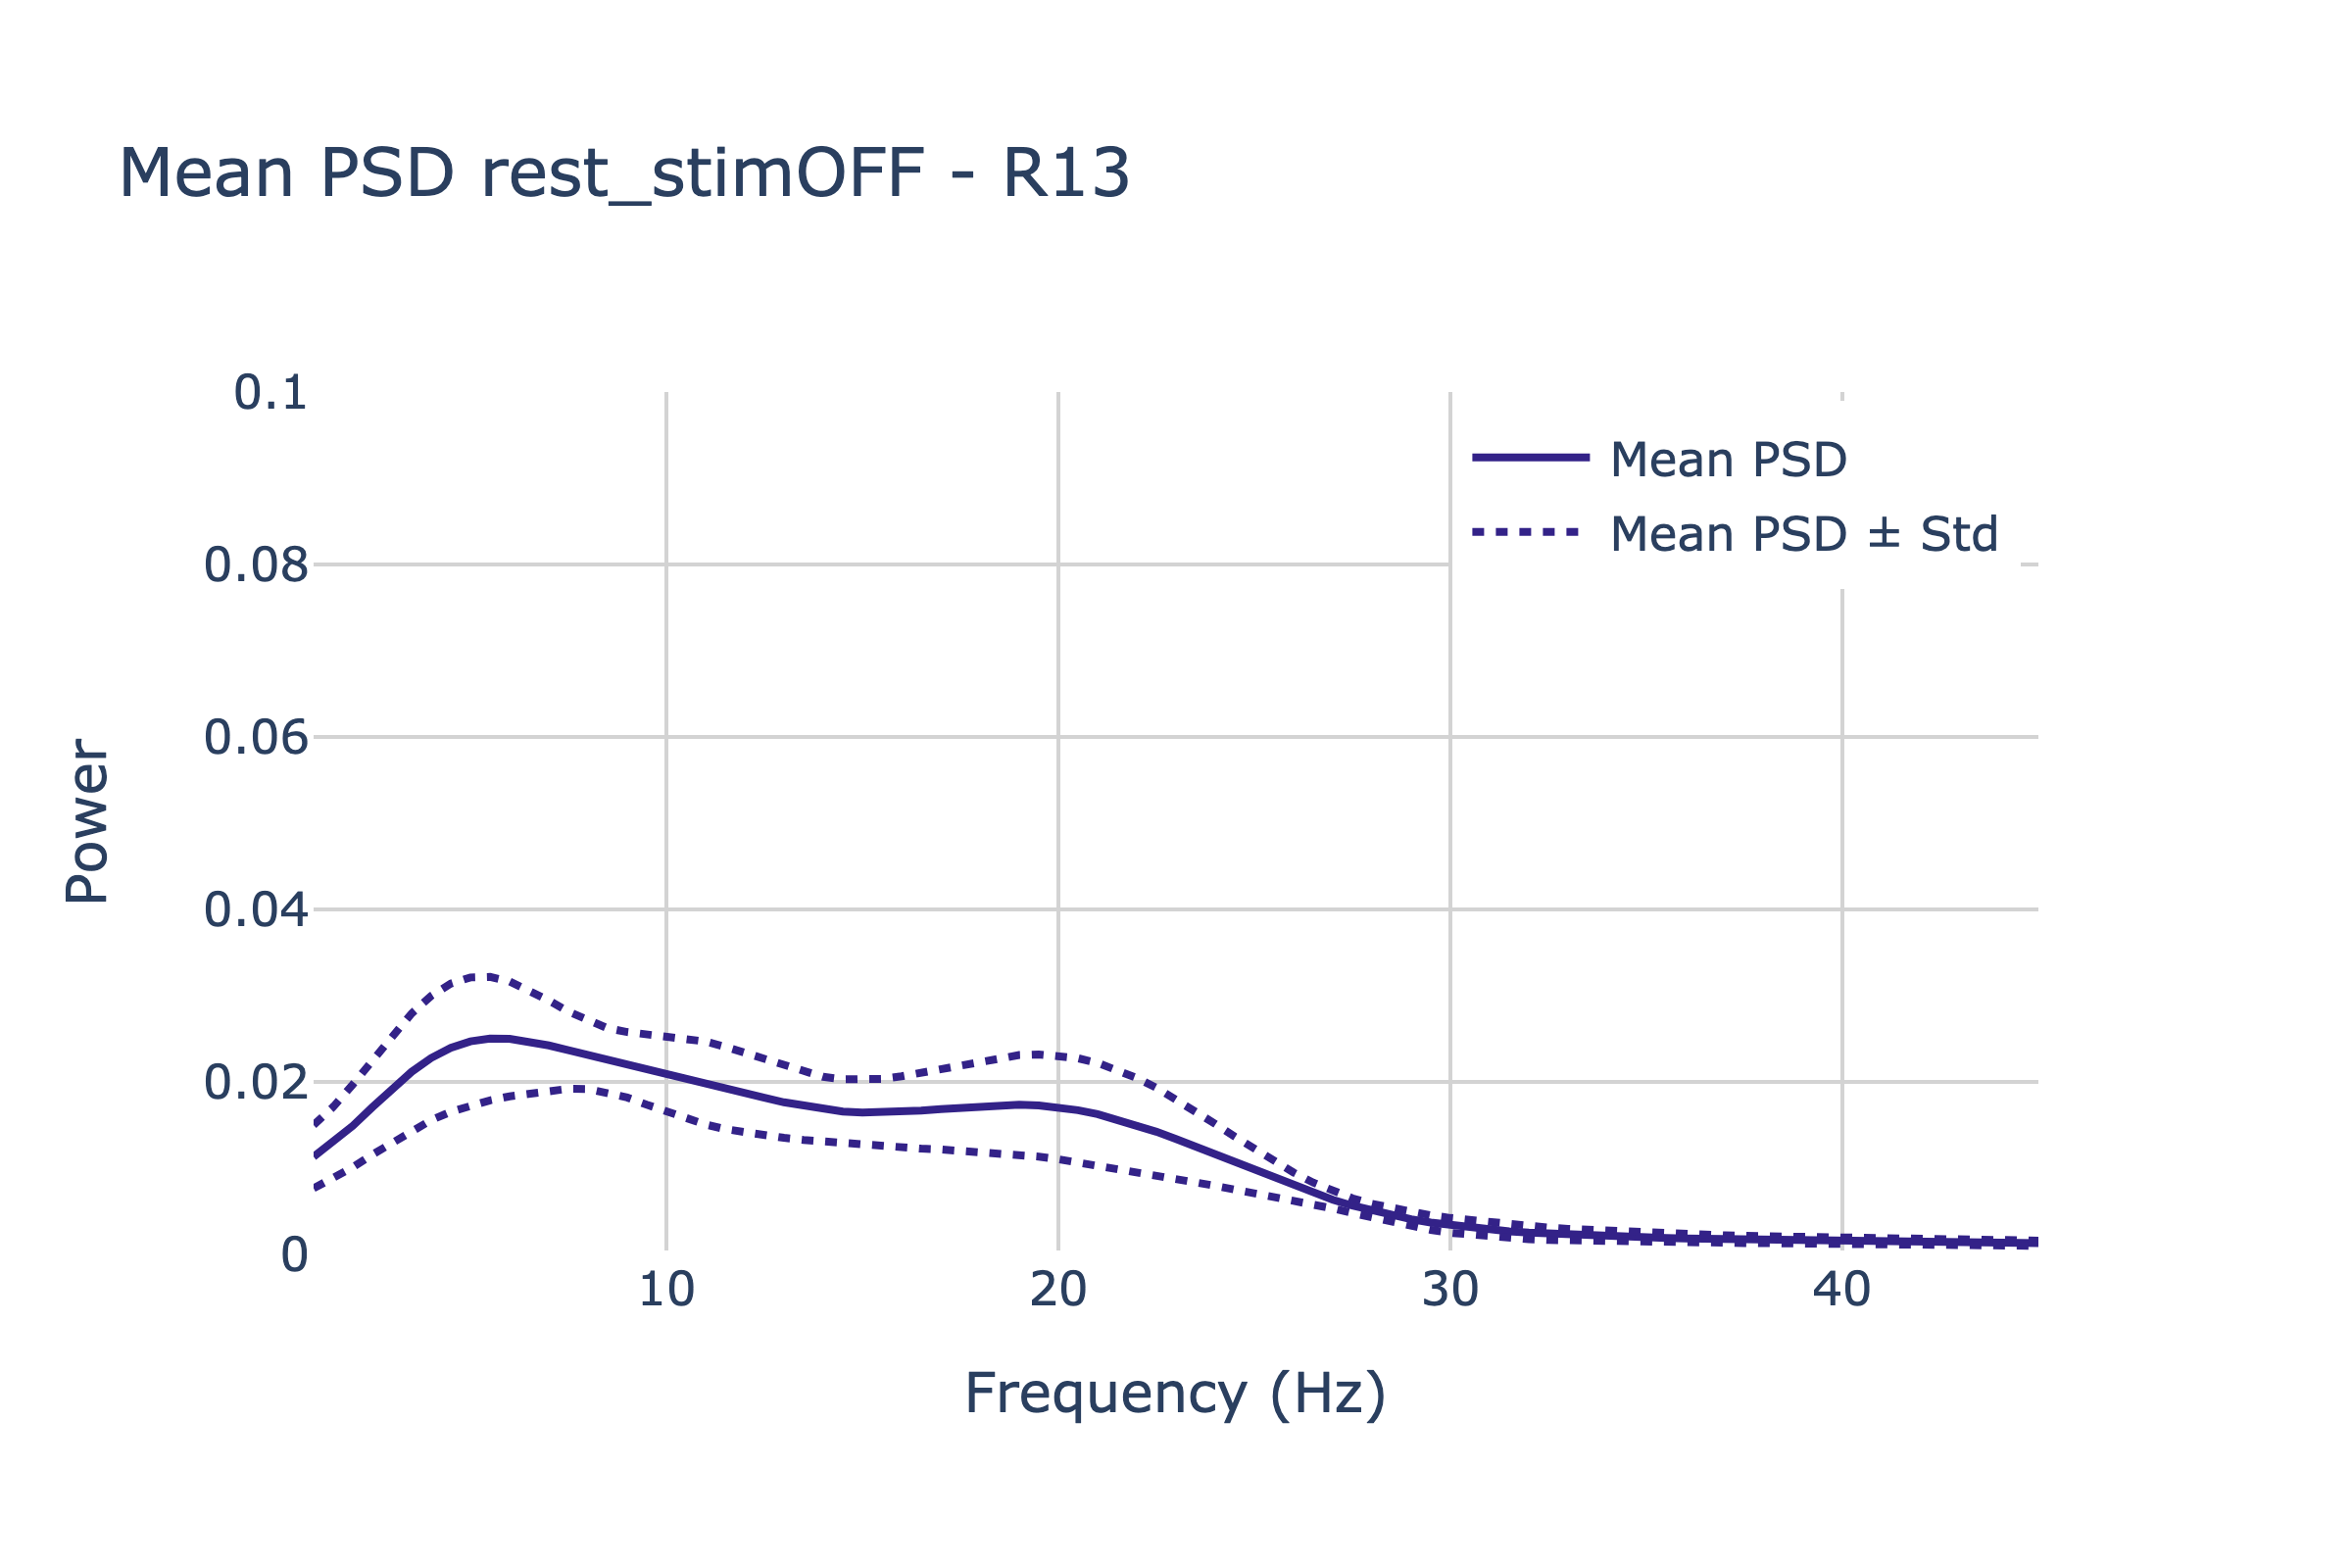 Mean PSD rest_stimOFF - R13
0.1
Mean PSD
Mean PSD ± Std
0.08
0.06
Power
0.04
0.02
0
10 20 30 40
Frequency (Hz)